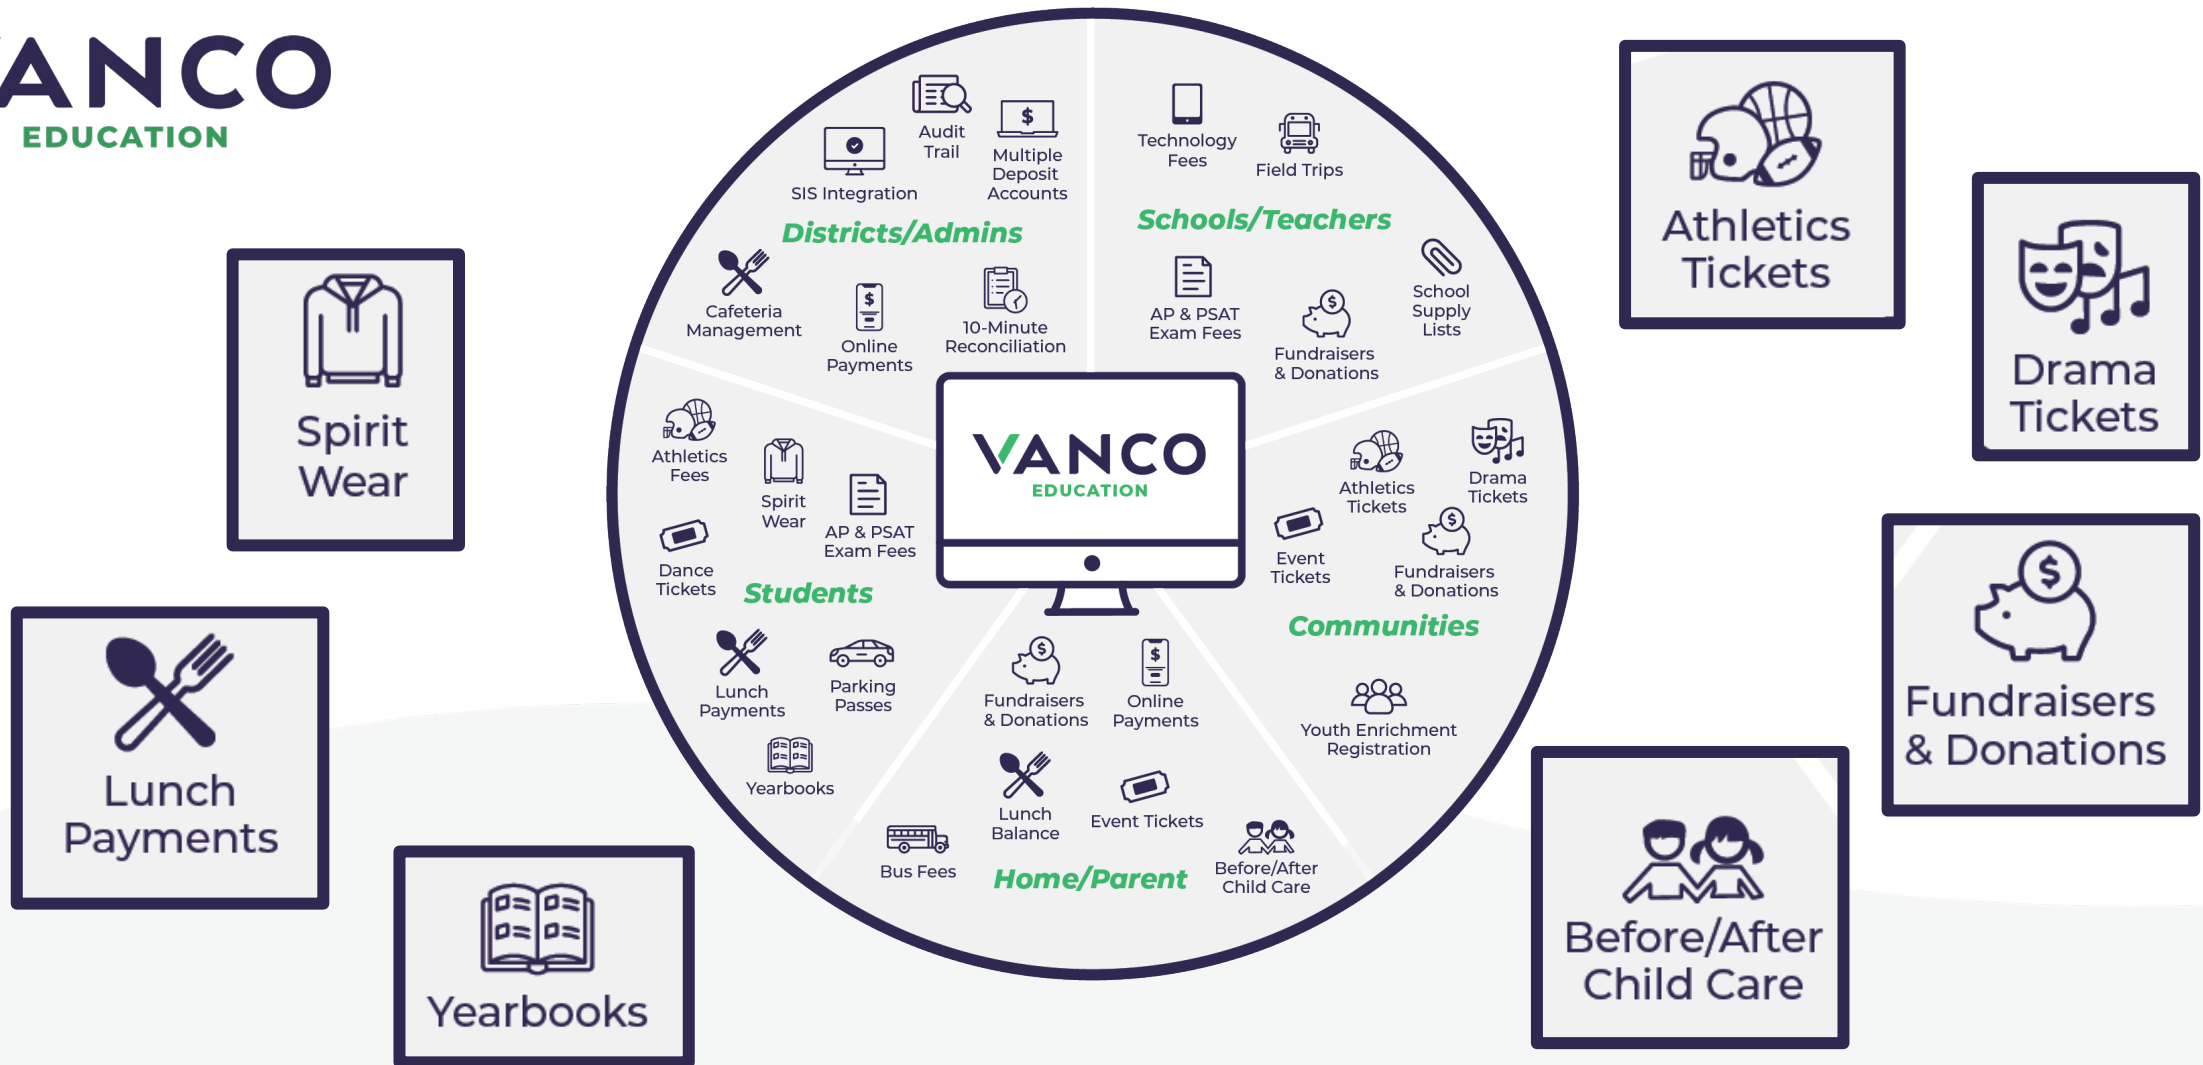 VANCO
EDUCATION
Audit
Trail
Multiple
Deposit
Accounts
SIS Integration
Districts/Admins
Cafeteria
Management
Online
Payments
10-Minute
Reconciliation
Technology
Fees
Field Trips
Schools/Teachers
AP & PSAT
Exam Fees
Fundraisers
& Donations
School
Supply
Lists
Athletics
Fees
Spirit
Wear
AP & PSAT
Exam Fees
Dance
Tickets
Students
Lunch
Payments
Parking
Passes
Yearbooks
VANCO
EDUCATION
Athletics
Tickets
Drama
Tickets
Event
Tickets
Fundraisers
& Donations
Communities
Youth Enrichment
Registration
Fundraisers
& Donations
Online
Payments
Lunch
Balance
Event Tickets
Bus Fees
Home/Parent
Before/After
Child Care
Spirit
Wear
Lunch
Payments
Yearbooks
Athletics
Tickets
Drama
Tickets
Fundraisers
& Donations
Before/After
Child Care